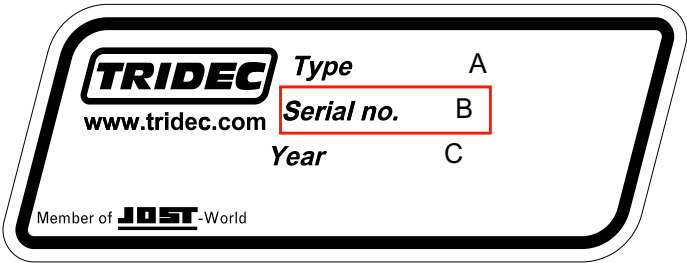 TRIDEC
www.tridec.com
Type A
Serial no. B
Year C
Member of JOST-World